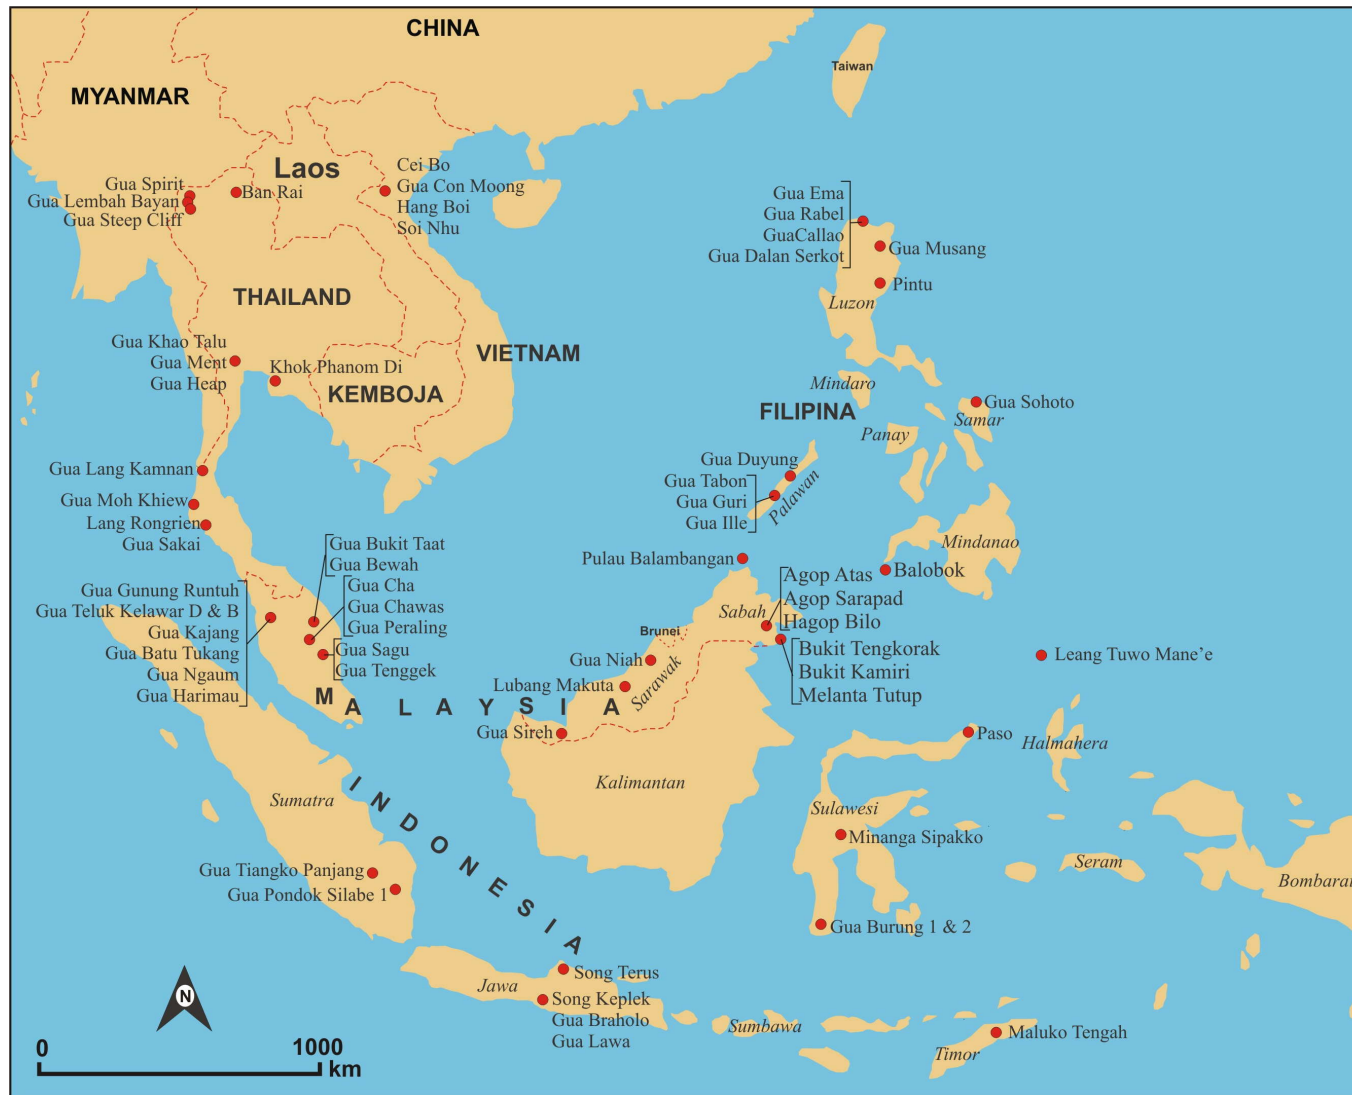 CHINA
Taiwan
MYANMAR
Laos
Cei Bo
Gua Con Moong
Hang Boi
Soi Nhu
Gua Spirit
Gua Lembah Bayan
Gua Steep Cliff
Ban Rai
Gua Ema
Gua Rabel
GuaCallao
Gua Dalan Serkot
Gua Musang
Pintu
Luzon
THAILAND
VIETNAM
Gua Khao Talu
Gua Ment
Gua Heap
Khok Phanom Di
KEMBOJA
Mindaro
FILIPINA
Gua Sohoto
Samar
Panay
Gua Lang Kamnan
Gua Moh Khiew
Lang Rongrien
Gua Sakai
Gua Duyung
Gua Tabon
Gua Guri
Gua Ille
Palawan
Mindanao
Gua Bukit Taat
Gua Bewah
Gua Cha
Gua Chawas
Gua Peraling
Gua Sagu
Gua Tenggek
Gua Gunung Runtuh
Gua Teluk Kelawar D & B
Gua Kajang
Gua Batu Tukang
Gua Ngaum
Gua Harimau
Pulau Balambangan
Balobok
Agop Atas
Agop Sarapad
Hagop Bilo
Sabah
Brunei
Bukit Tengkorak
Bukit Kamiri
Melanta Tutup
Leang Tuwo Mane’e
Gua Niah
Lubang Makuta
Sarawak
MALAYSIA
Gua Sireh
Paso
Halmahera
Kalimantan
Sumatra
INDONESIA
Sulawesi
Minanga Sipakko
Seram
Bombarai
Gua Tiangko Panjang
Gua Pondok Silabe 1
Gua Burung 1 & 2
Song Terus
Jawa
Song Keplek
Gua Braholo
Gua Lawa
Sumbawa
Maluko Tengah
Timor
N
0 1000
km